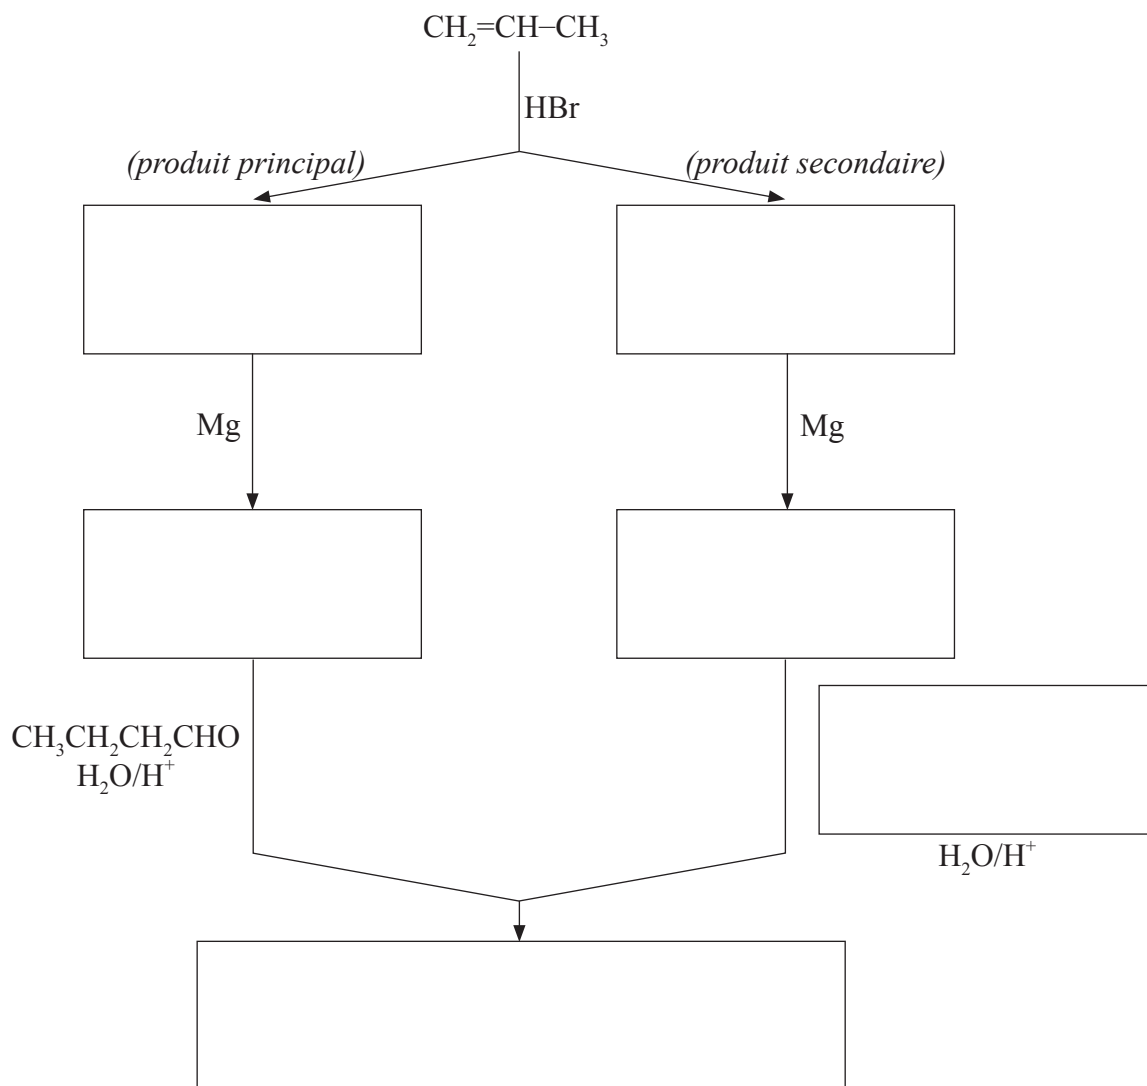 CH₂=CH–CH₃
HBr
(produit principal) (produit secondaire)
Mg Mg
CH₃CH₂CH₂CHO
H₂O/H⁺
H₂O/H⁺